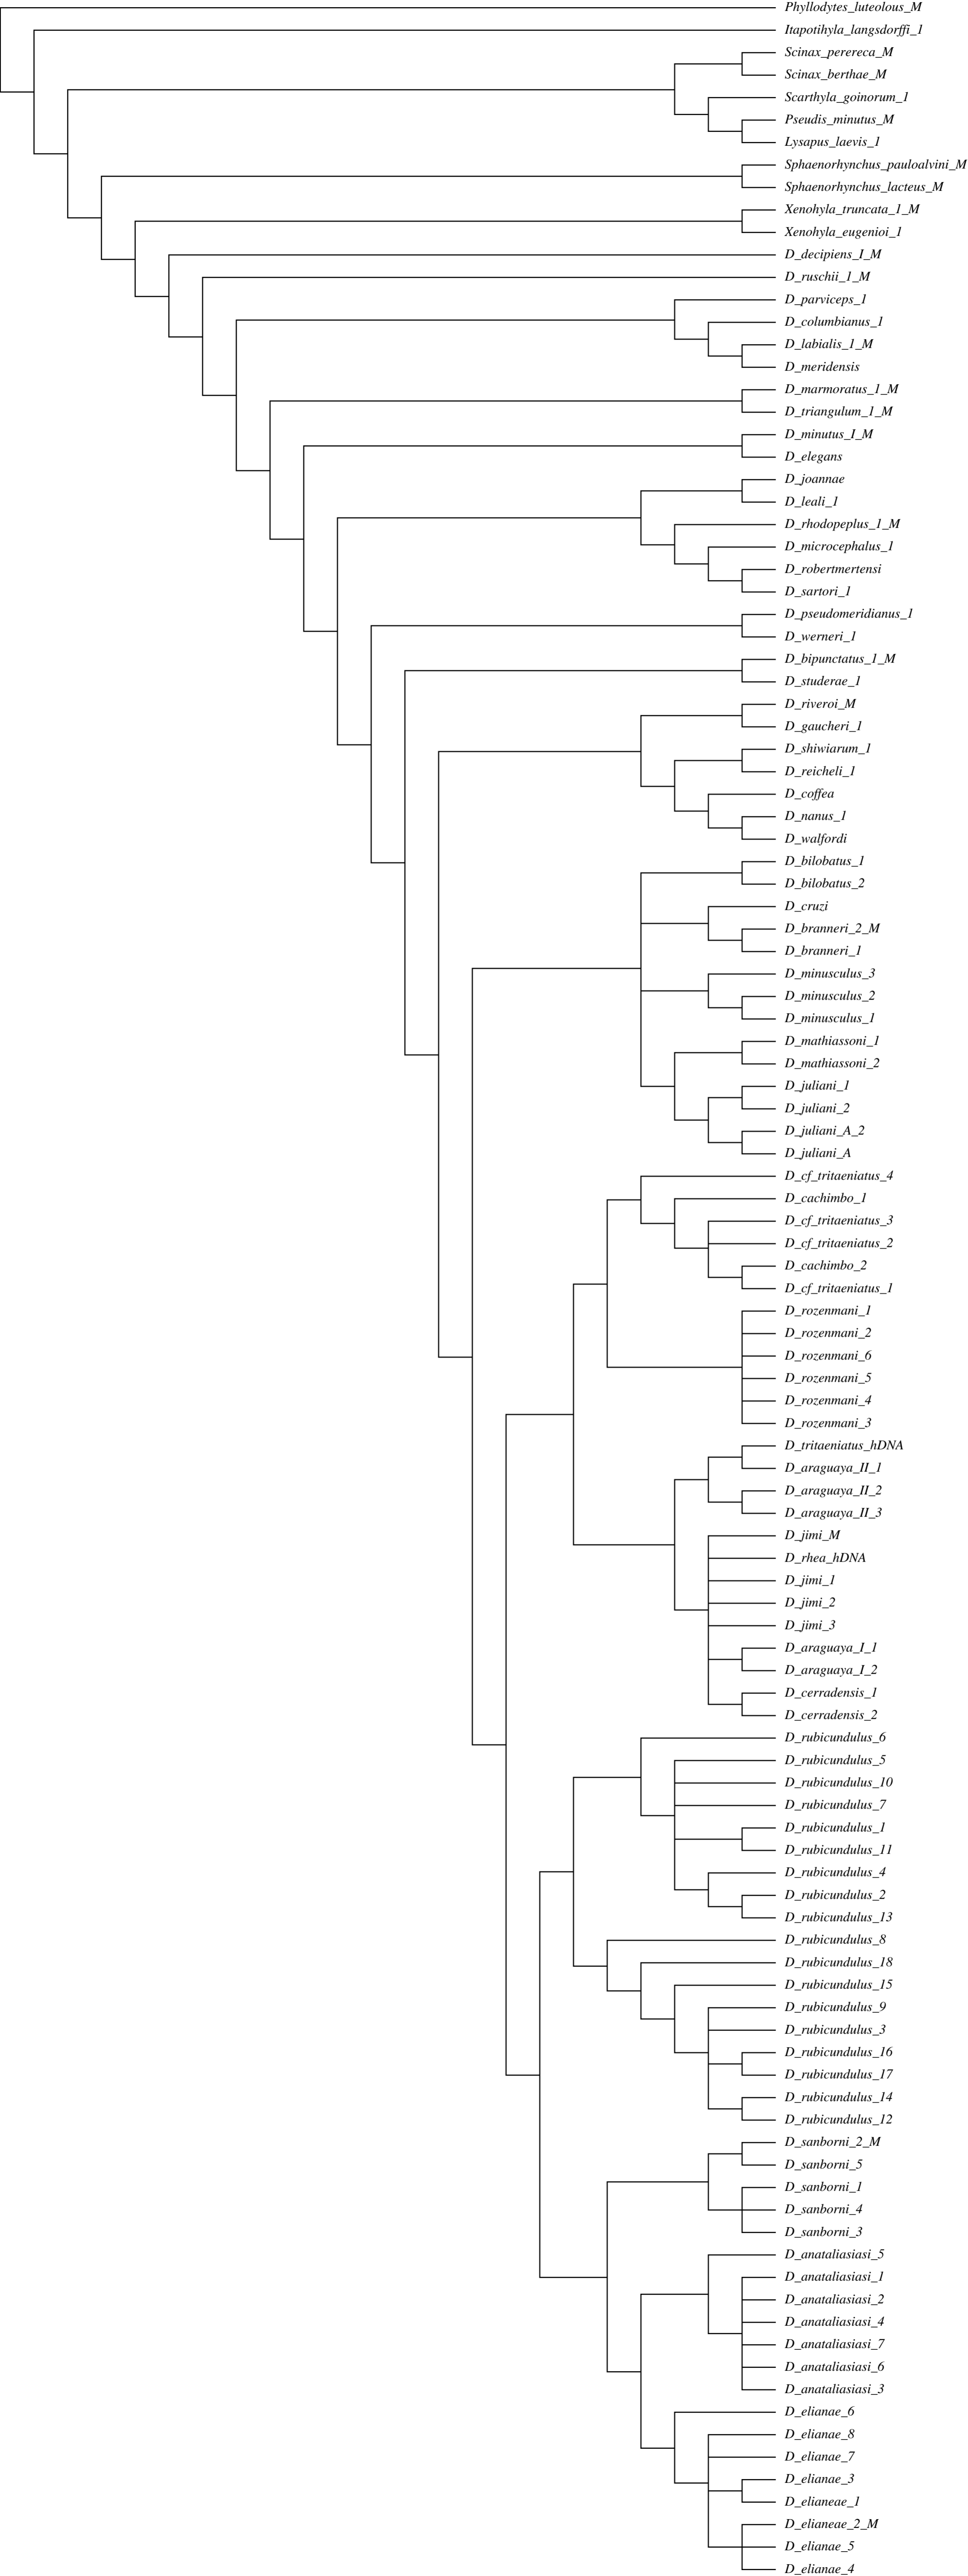 Phyllodytes_luteolous_M
Itapotihyla_langsdorffi_1
Scinax_perereca_M
Scinax_berthae_M
Scarthyla_goinorum_1
Pseudis_minutus_M
Lysapus_laevis_1
Sphaenorhynchus_pauloalvini_M
Sphaenorhynchus_lacteus_M
Xenohyla_truncata_1_M
Xenohyla_eugenioi_1
D_decipiens_I_M
D_ruschii_1_M
D_parviceps_1
D_columbianus_1
D_labialis_1_M
D_meridensis
D_marmoratus_1_M
D_triangulum_1_M
D_minutus_I_M
D_elegans
D_joannae
D_leali_1
D_rhodopeplus_1_M
D_microcephalus_1
D_robertmertensi
D_sartori_1
D_pseudomeridianus_1
D_werneri_1
D_bipunctatus_1_M
D_studerae_1
D_riveroi_M
D_gaucheri_1
D_shiwiarum_1
D_reicheli_1
D_coffea
D_nanus_1
D_walfordi
D_bilobatus_1
D_bilobatus_2
D_cruzi
D_branneri_2_M
D_branneri_1
D_minusculus_3
D_minusculus_2
D_minusculus_1
D_mathiassoni_1
D_mathiassoni_2
D_juliani_1
D_juliani_2
D_juliani_A_2
D_juliani_A
D_cf_tritaeniatus_4
D_cachimbo_1
D_cf_tritaeniatus_3
D_cf_tritaeniatus_2
D_cachimbo_2
D_cf_tritaeniatus_1
D_rozenmani_1
D_rozenmani_2
D_rozenmani_6
D_rozenmani_5
D_rozenmani_4
D_rozenmani_3
D_tritaeniatus_hDNA
D_araguaya_II_1
D_araguaya_II_2
D_araguaya_II_3
D_jimi_M
D_rhea_hDNA
D_jimi_1
D_jimi_2
D_jimi_3
D_araguaya_I_1
D_araguaya_I_2
D_cerradensis_1
D_cerradensis_2
D_rubicundulus_6
D_rubicundulus_5
D_rubicundulus_10
D_rubicundulus_7
D_rubicundulus_1
D_rubicundulus_11
D_rubicundulus_4
D_rubicundulus_2
D_rubicundulus_13
D_rubicundulus_8
D_rubicundulus_18
D_rubicundulus_15
D_rubicundulus_9
D_rubicundulus_3
D_rubicundulus_16
D_rubicundulus_17
D_rubicundulus_14
D_rubicundulus_12
D_sanborni_2_M
D_sanborni_5
D_sanborni_1
D_sanborni_4
D_sanborni_3
D_anataliasiasi_5
D_anataliasiasi_1
D_anataliasiasi_2
D_anataliasiasi_4
D_anataliasiasi_7
D_anataliasiasi_6
D_anataliasiasi_3
D_elianae_6
D_elianae_8
D_elianae_7
D_elianae_3
D_elianeae_1
D_elianeae_2_M
D_elianae_5
D_elianae_4